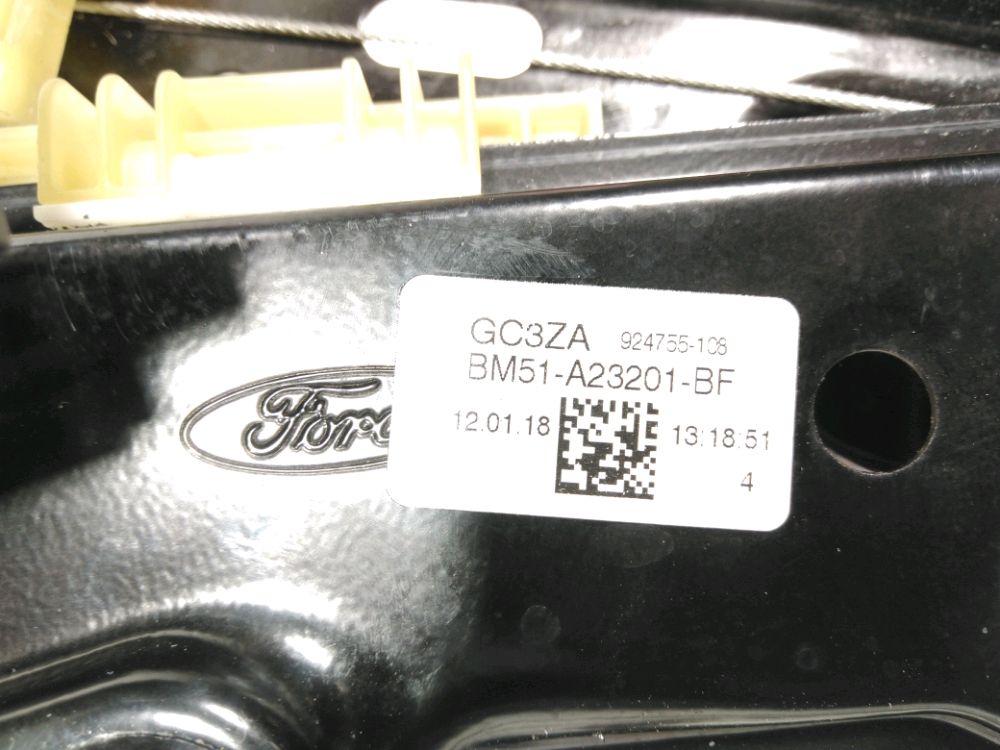 GC3ZA 924755-108
BM51-A23201-BF
12.01.18 13:18:51
4
Ford